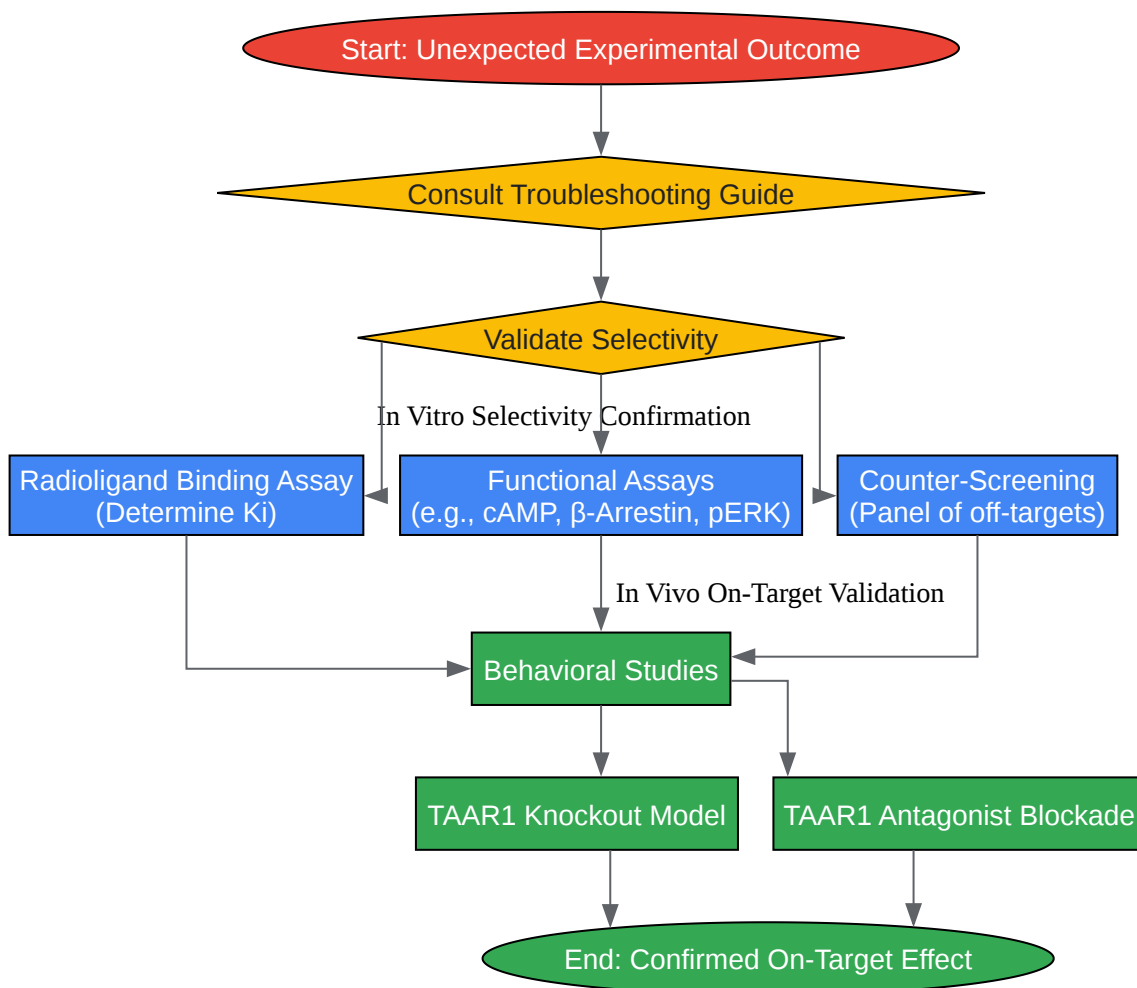 Start: Unexpected Experimental Outcome
Consult Troubleshooting Guide
Validate Selectivity
In Vitro Selectivity Confirmation
Radioligand Binding Assay
(Determine Ki)
Functional Assays
(e.g., cAMP, β-Arrestin, pERK)
Counter-Screening
(Panel of off-targets)
In Vivo On-Target Validation
Behavioral Studies
TAAR1 Knockout Model
TAAR1 Antagonist Blockade
End: Confirmed On-Target Effect